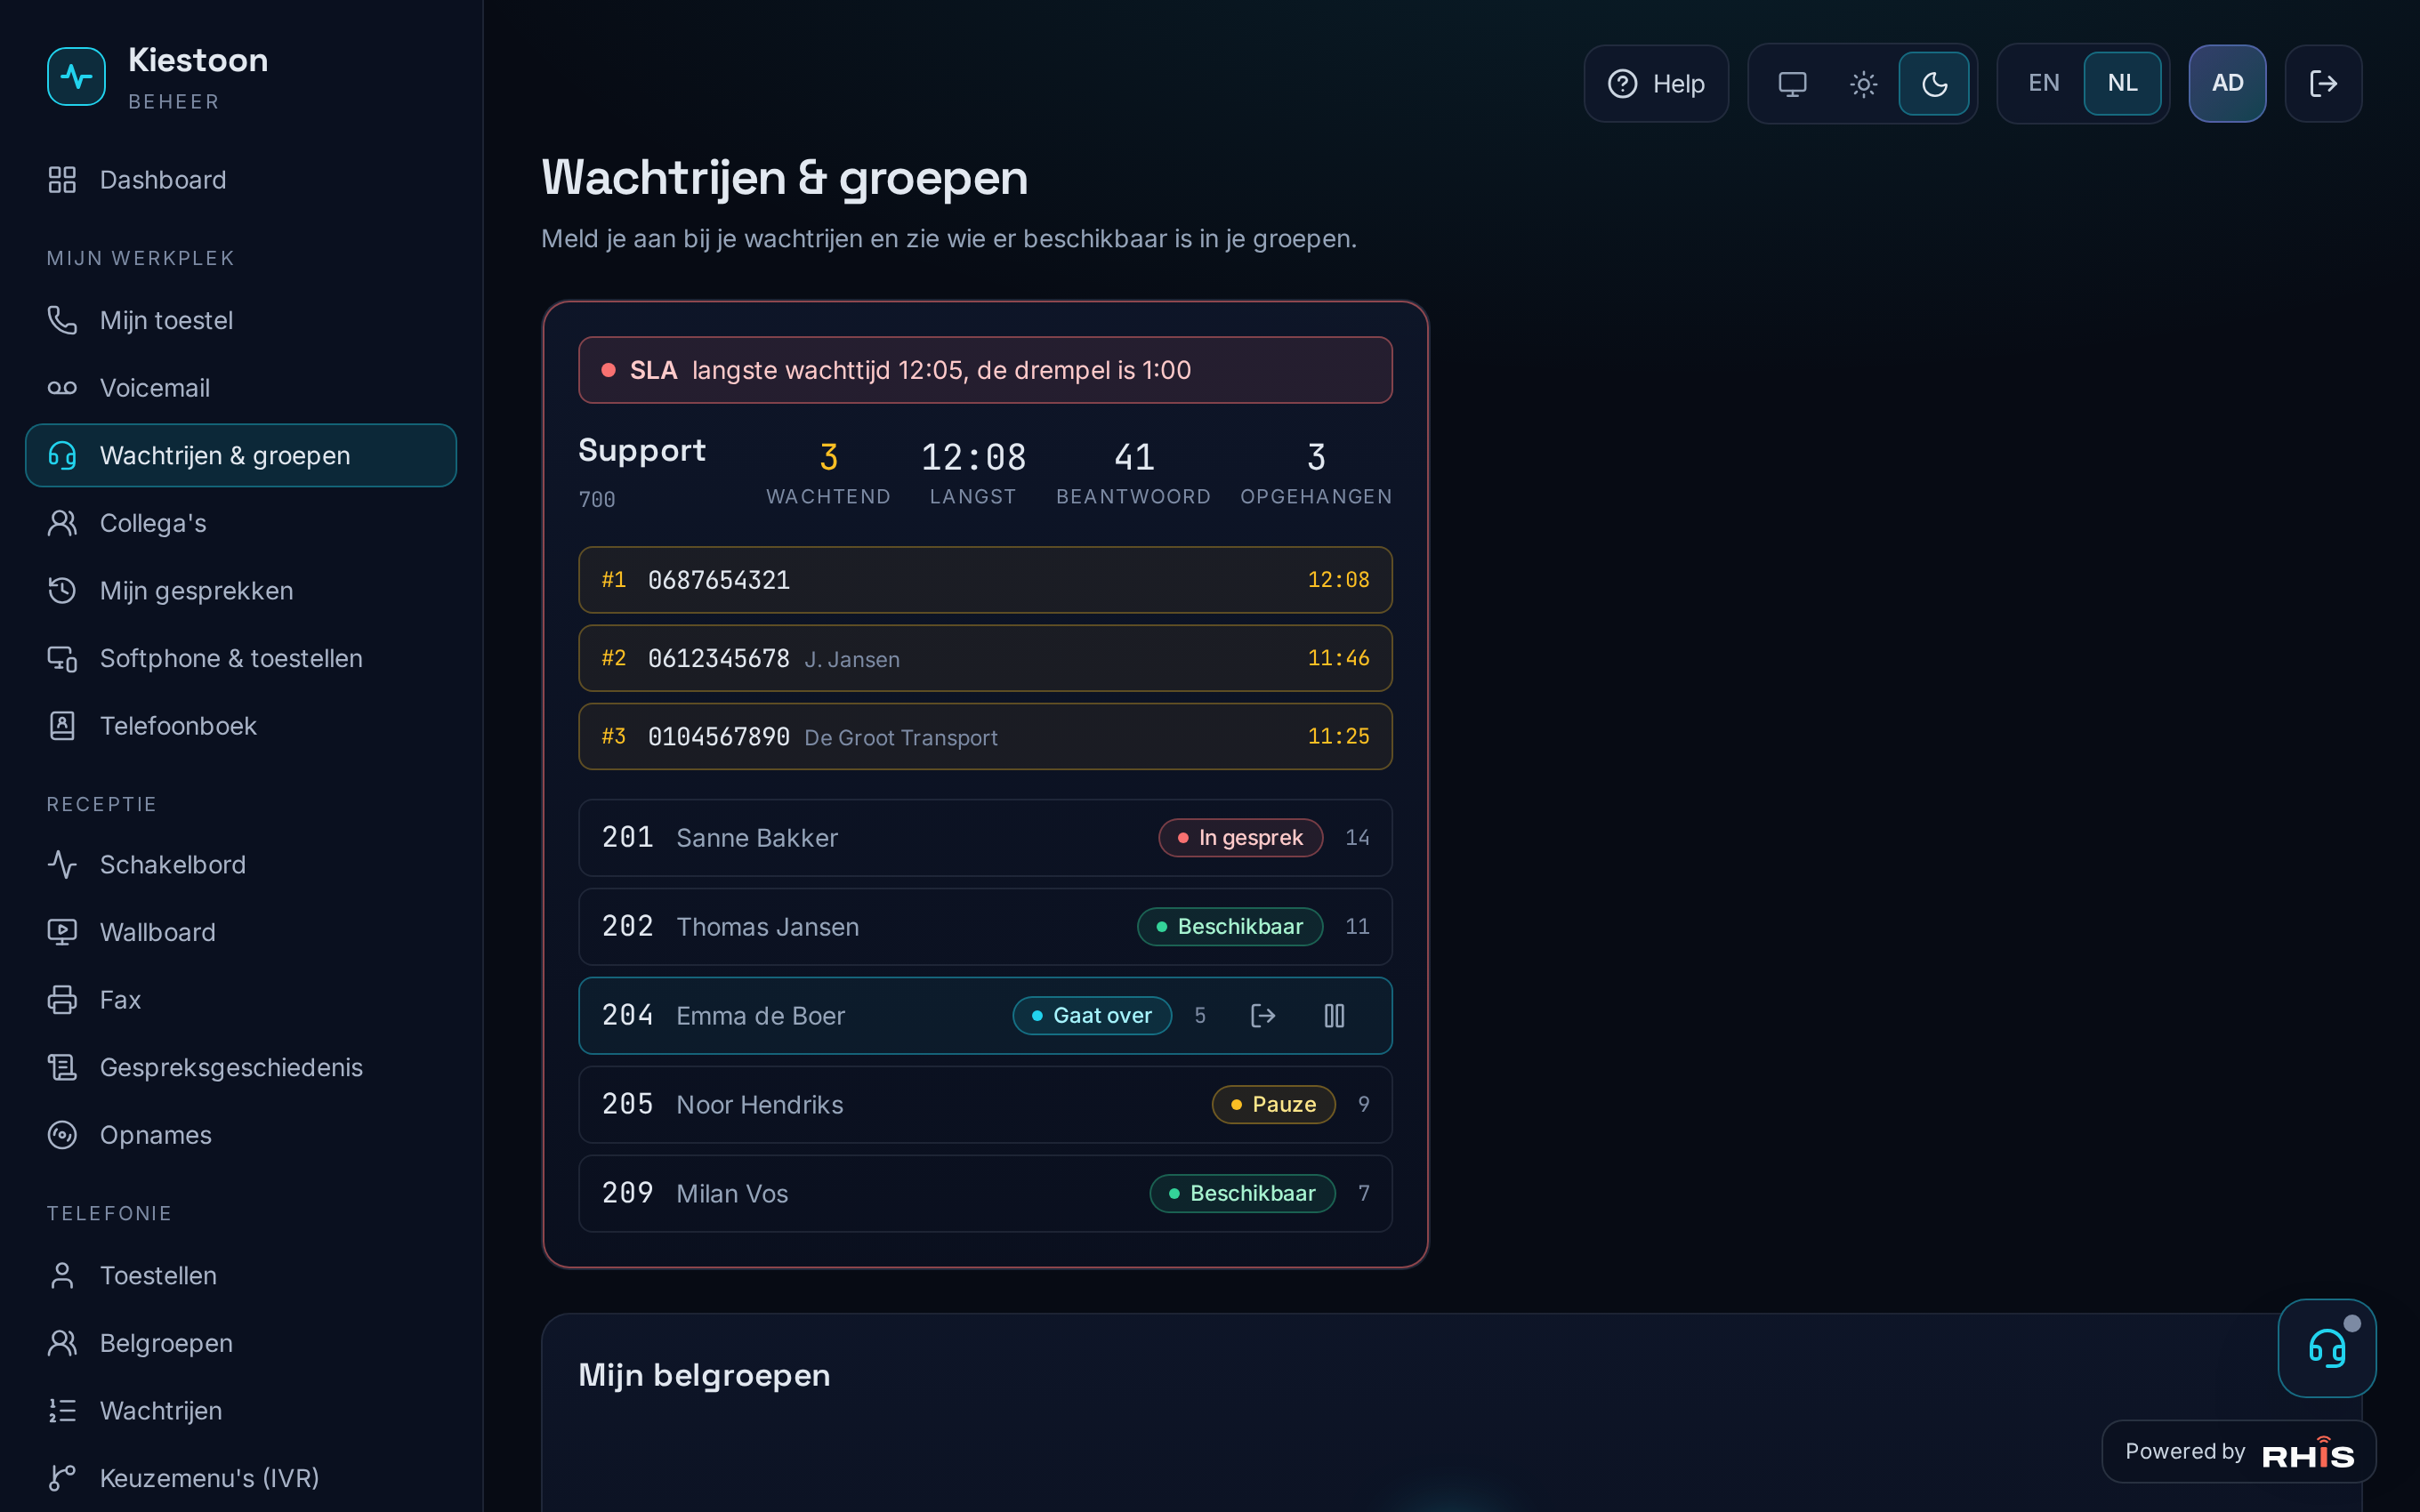 Kiestoon
BEHEER
Dashboard
MIJN WERKPLEK
Mijn toestel
Voicemail
Wachtrijen & groepen
Collega's
Mijn gesprekken
Softphone & toestellen
Telefoonboek
RECEPTIE
Schakelbord
Wallboard
Fax
Gespreksgeschiedenis
Opnames
TELEFONIE
Toestellen
Belgroepen
Wachtrijen
Keuzemenu's (IVR)
Help
EN NL
AD
Wachtrijen & groepen
Meld je aan bij je wachtrijen en zie wie er beschikbaar is in je groepen.
SLA langste wachttijd 12:05, de drempel is 1:00
Support 3 12:08 41 3
700 WACHTEND LANGST BEANTWOORD OPGEHANGEN
#1 0687654321 12:08
#2 0612345678 J. Jansen 11:46
#3 0104567890 De Groot Transport 11:25
201 Sanne Bakker In gesprek 14
202 Thomas Jansen Beschikbaar 11
204 Emma de Boer Gaat over 5
205 Noor Hendriks Pauze 9
209 Milan Vos Beschikbaar 7
Mijn belgroepen
Powered by RHIS